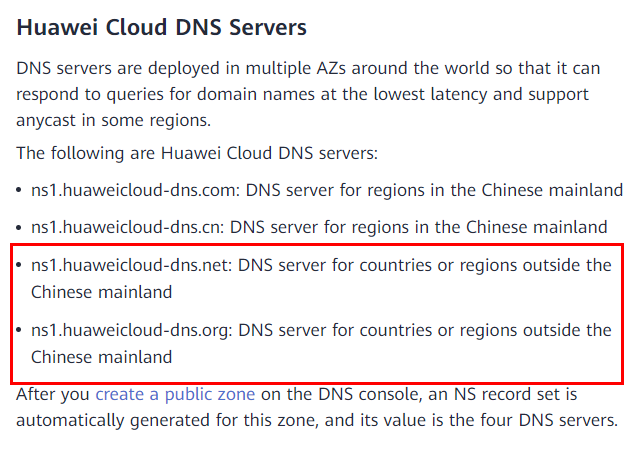 Huawei Cloud DNS Servers
DNS servers are deployed in multiple AZs around the world so that it can
respond to queries for domain names at the lowest latency and support
anycast in some regions.
The following are Huawei Cloud DNS servers:
• ns1.huaweicloud-dns.com: DNS server for regions in the Chinese mainland
• ns1.huaweicloud-dns.cn: DNS server for regions in the Chinese mainland
• ns1.huaweicloud-dns.net: DNS server for countries or regions outside the
Chinese mainland
• ns1.huaweicloud-dns.org: DNS server for countries or regions outside the
Chinese mainland
After you create a public zone on the DNS console, an NS record set is
automatically generated for this zone, and its value is the four DNS servers.